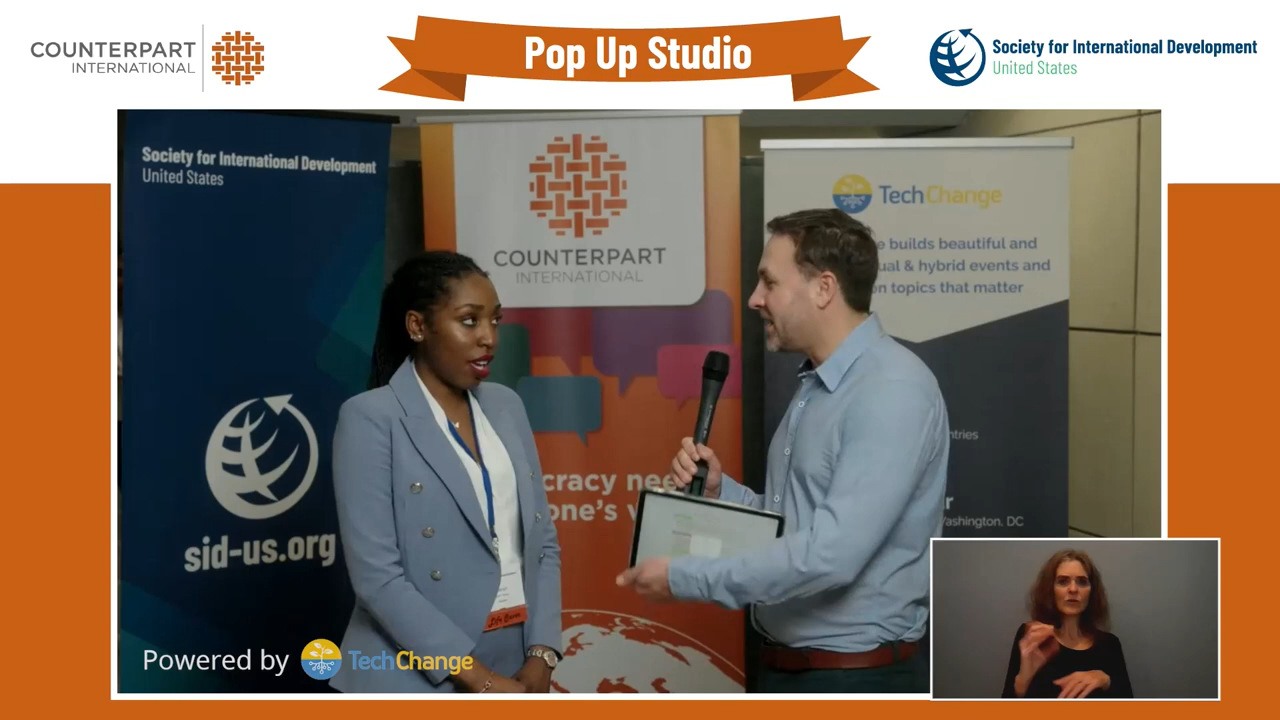 COUNTERPART
INTERNATIONAL
Pop Up Studio
Society for International Development
United States
Society for International Development
United States
sid-us.org
COUNTERPART
INTERNATIONAL
cracy nee
one's
TechChange
e builds beautiful and
ual & hybrid events and
en topics that matter
ntries
r
Washington, DC
Powered by TechChange